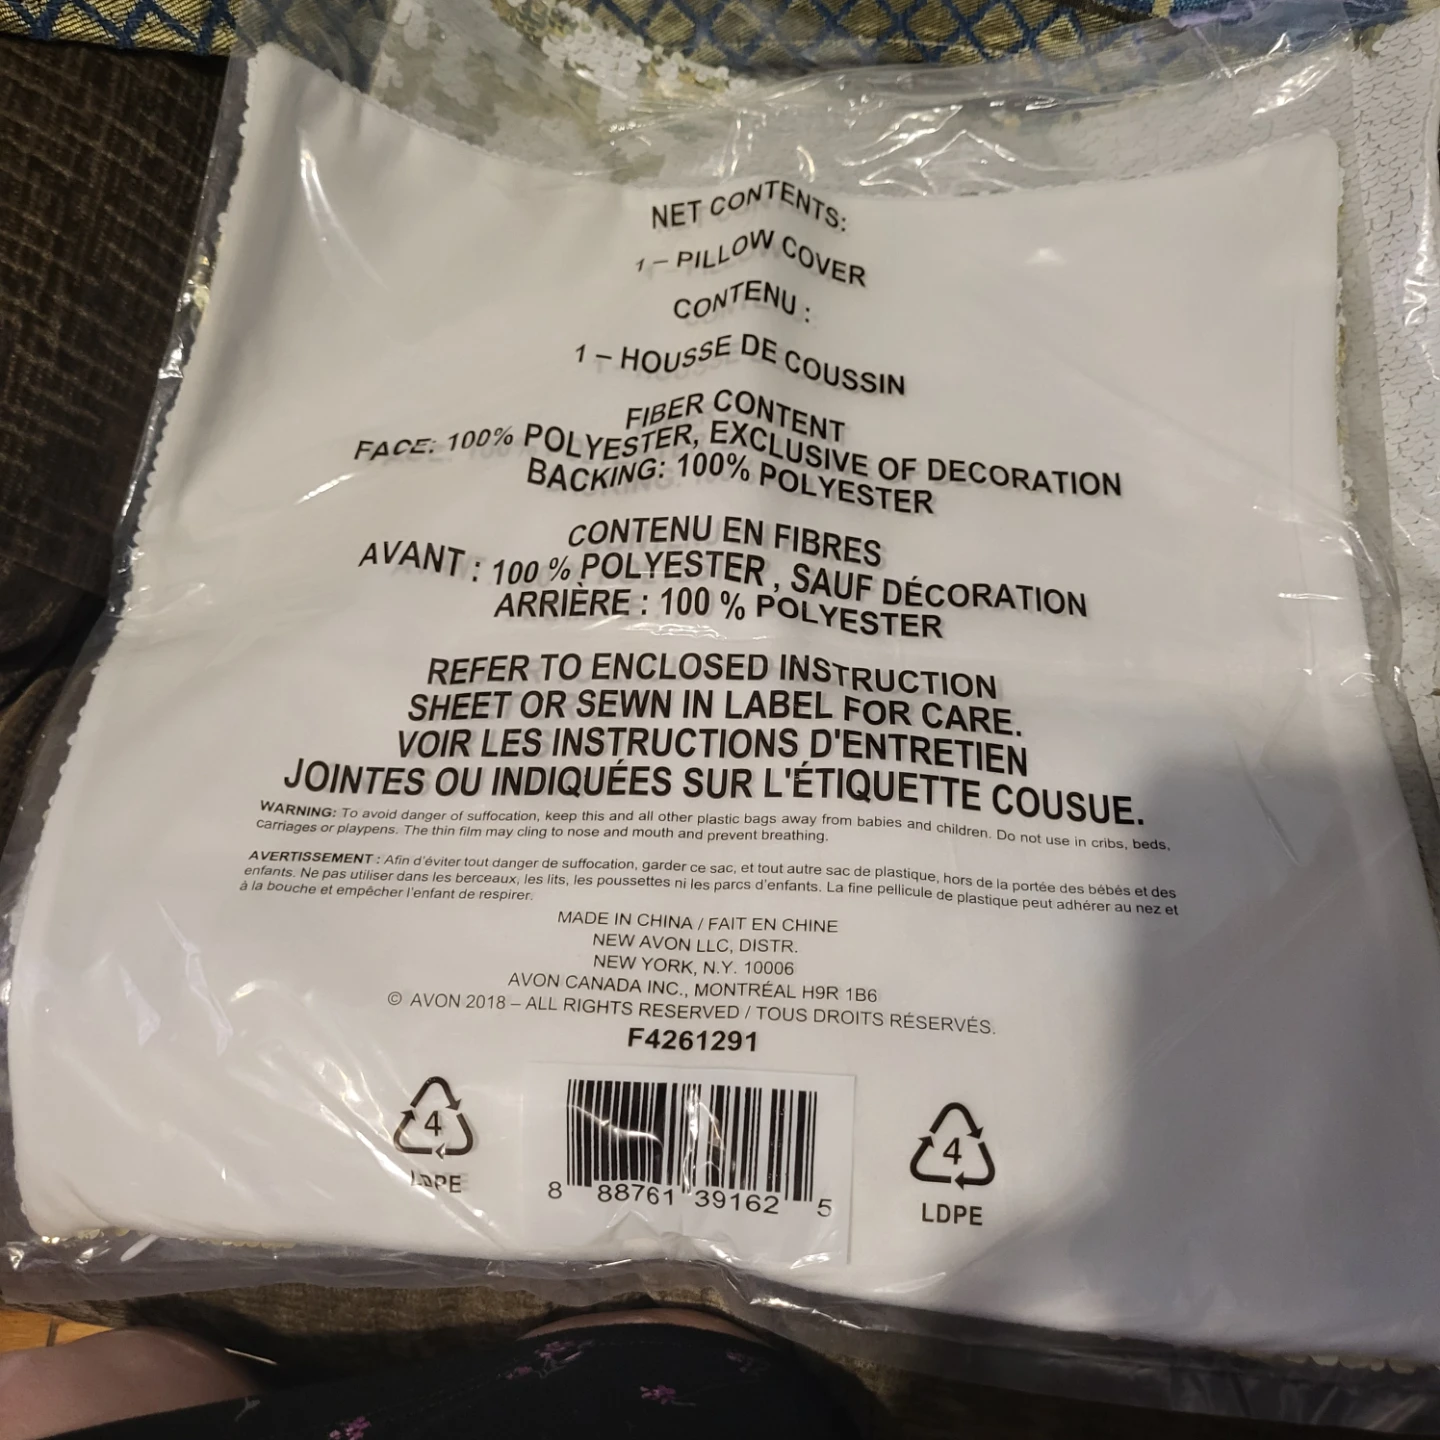 NET CONTENTS:
1 – PILLOW COVER
CONTENU :
1 – HOUSSE DE COUSSIN
FIBER CONTENT
FACE: 100% POLYESTER, EXCLUSIVE OF DECORATION
BACKING: 100% POLYESTER
CONTENU EN FIBRES
AVANT : 100 % POLYESTER , SAUF DÉCORATION
ARRIÈRE : 100 % POLYESTER
REFER TO ENCLOSED INSTRUCTION
SHEET OR SEWN IN LABEL FOR CARE.
VOIR LES INSTRUCTIONS D'ENTRETIEN
JOINTES OU INDIQUÉES SUR L'ÉTIQUETTE COUSUE.
WARNING: To avoid danger of suffocation, keep this and all other plastic bags away from babies and children. Do not use in cribs, beds,
carriages or playpens. The thin film may cling to nose and mouth and prevent breathing.
AVERTISSEMENT : Afin d'éviter tout danger de suffocation, garder ce sac, et tout autre sac de plastique, hors de la portée des bébés et des
enfants. Ne pas utiliser dans les berceaux, les lits, les poussettes ni les parcs d'enfants. La fine pellicule de plastique peut adhérer au nez et
à la bouche et empêcher l'enfant de respirer.
MADE IN CHINA / FAIT EN CHINE
NEW AVON LLC, DISTR.
NEW YORK, N.Y. 10006
AVON CANADA INC., MONTRÉAL H9R 1B6
© AVON 2018 – ALL RIGHTS RESERVED / TOUS DROITS RÉSERVÉS.
F4261291
4
LDPE
8 88761 39162 5
4
LDPE